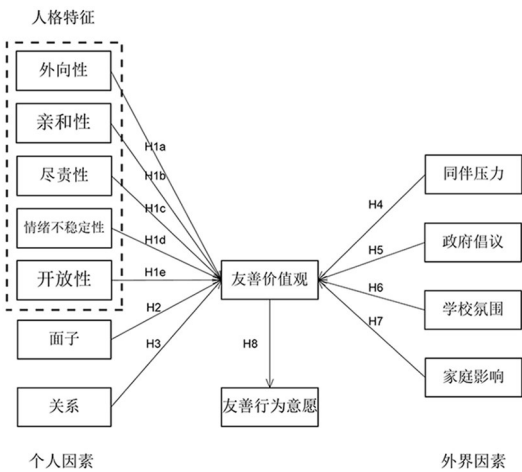 人格特征
外向性
亲和性
尽责性
情绪不稳定性
开放性
面子
关系
个人因素
H1a
H1b
H1c
H1d
H1e
H2
H3
友善价值观
H8
友善行为意愿
H4
H5
H6
H7
同伴压力
政府倡议
学校氛围
家庭影响
外界因素